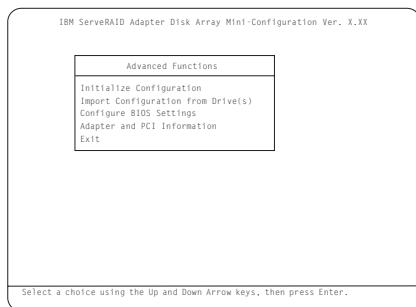 IBM ServeRAID Adapter Disk Array Mini-Configuration Ver. X.XX
Advanced Functions
Initialize Configuration
Import Configuration from Drive(s)
Configure BIOS Settings
Adapter and PCI Information
Exit
Select a choice using the Up and Down Arrow keys, then press Enter.